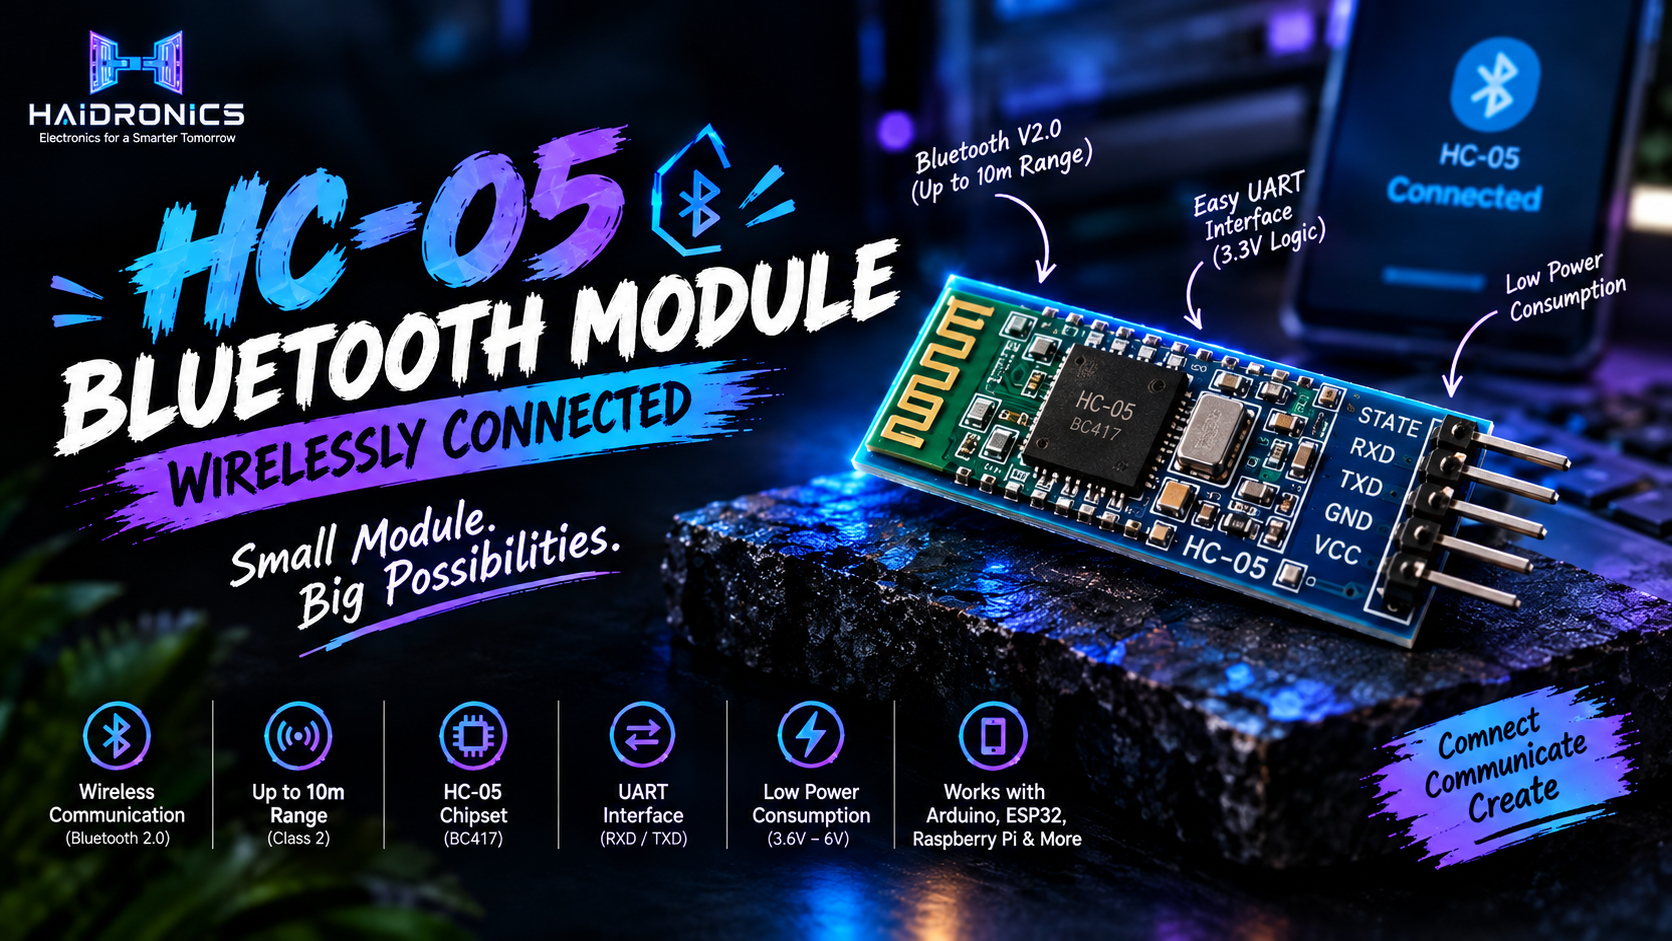 HAiDRONiCS
Electronics for a Smarter Tomorrow
HC-05
BLUETOOTH MODULE
WIRELESSLY CONNECTED
Small Module.
Big Possibilities.
Bluetooth V2.0
(Up to 10m Range)
Easy UART
Interface
(3.3V Logic)
Low Power
Consumption
HC-05
Connected
HC-05
BC417
STATE
RXD
TXD
GND
VCC
HC-05
Wireless
Communication
(Bluetooth 2.0)
Up to 10m
Range
(Class 2)
HC-05
Chipset
(BC417)
UART
Interface
(RXD / TXD)
Low Power
Consumption
(3.6V – 6V)
Works with
Arduino, ESP32,
Raspberry Pi & More
Comnect
Communicate
Create